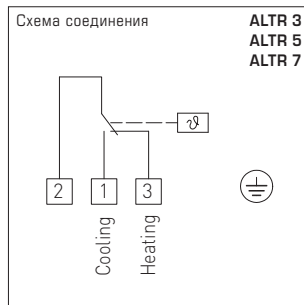 Схема соединения
ALTR 3
ALTR 5
ALTR 7
ϑ
2 1 3
Cooling
Heating